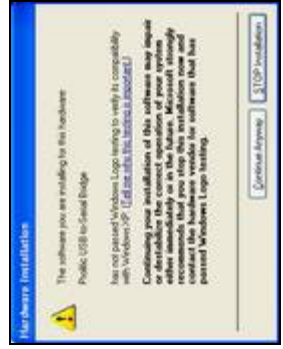 Hardware Installation
The software you are installing for this hardware
Prolific USB-to-Serial Bridge
has not passed Windows Logo testing to verify its compatibility
with Windows XP. (Tell me why this testing is important.)
Continuing your installation of this software may impair
or destabilize the correct operation of your system
either immediately or in the future. Microsoft strongly
recommends that you stop this installation now and
contact the hardware vendor for software that has
passed Windows Logo testing.
Continue Anyway
STOP Installation